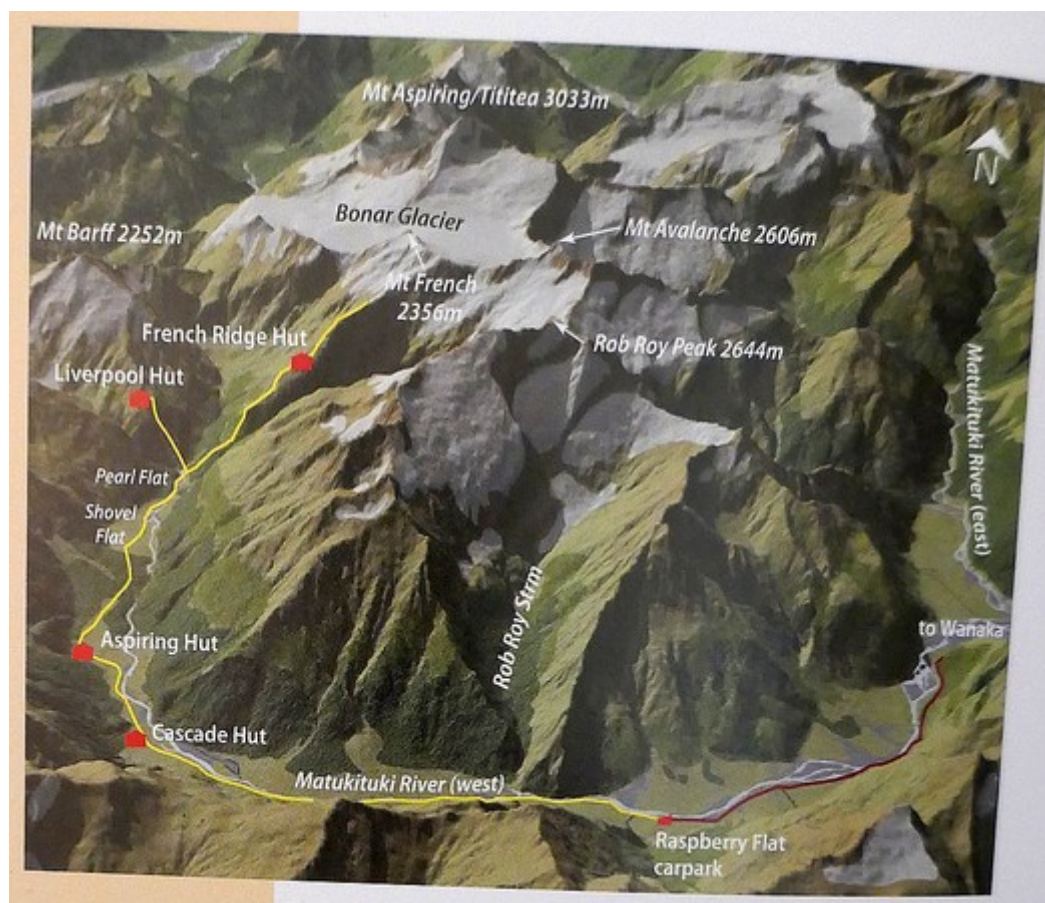 Mt Aspiring/Tititea 3033m
N
Bonar Glacier
Mt Barff 2252m
Mt Avalanche 2606m
Mt French
2356m
French Ridge Hut
Rob Roy Peak 2644m
Liverpool Hut
Matukituki River (east)
Pearl Flat
Shovel
Flat
Rob Roy Strm
to Wanaka
Aspiring Hut
Cascade Hut
Matukituki River (west)
Raspberry Flat
carpark